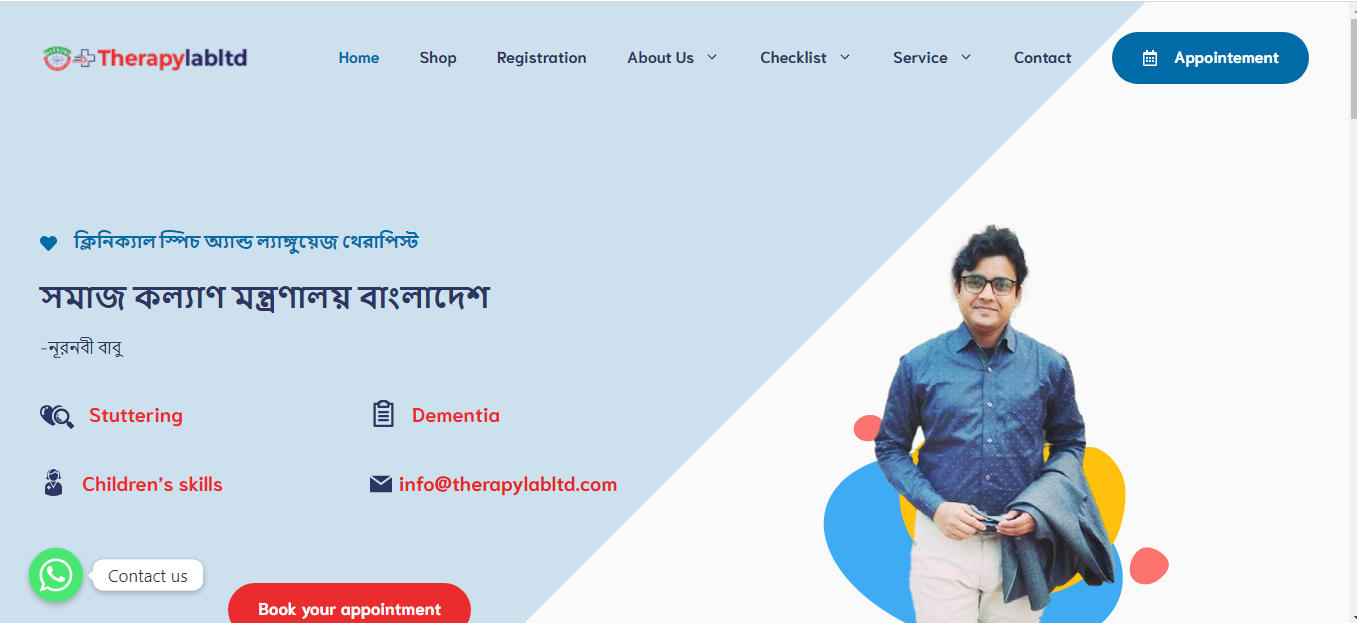 Therapylabltd
Home Shop Registration About Us Checklist Service Contact Appointement
ক্লিনিক্যাল স্পিচ অ্যান্ড ল্যাঙ্গুয়েজ থেরাপিস্ট
সমাজ কল্যাণ মন্ত্রণালয় বাংলাদেশ
-নূরনবী বাবু
Stuttering Dementia
Children’s skills info@therapylabltd.com
Contact us
Book your appointment